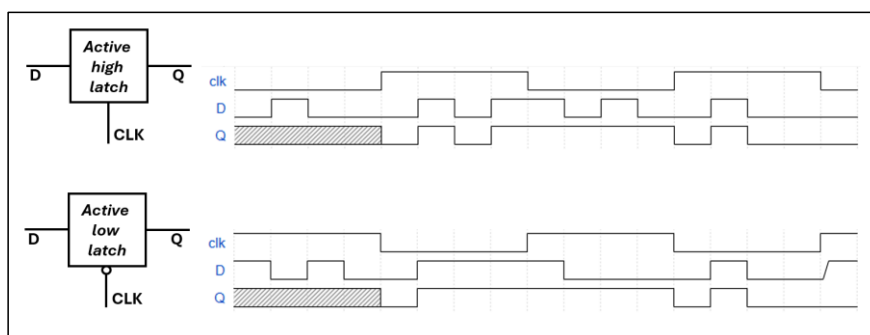 Active
high
latch
D
Q
CLK
clk
D
Q
Active
low
latch
D
Q
CLK
clk
D
Q